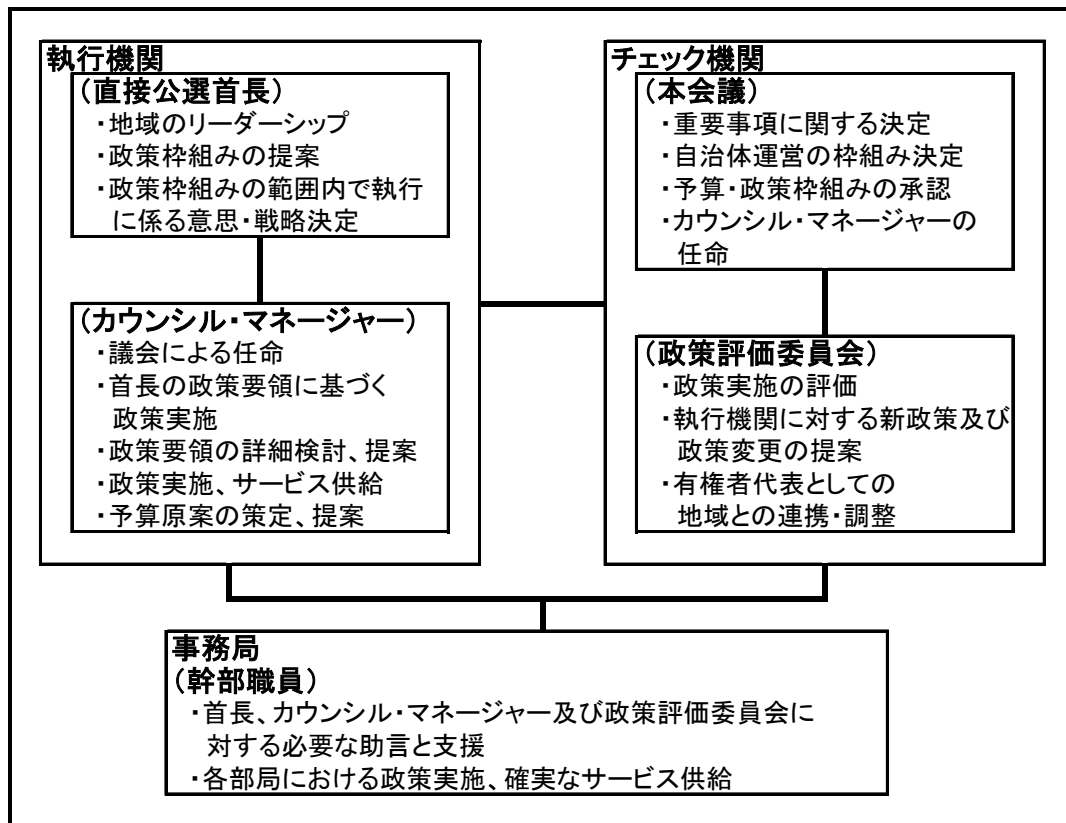 執行機関
(直接公選首長)
・地域のリーダーシップ
・政策枠組みの提案
・政策枠組みの範囲内で執行
に係る意思・戦略決定
(カウンシル・マネージャー)
・議会による任命
・首長の政策要領に基づく
政策実施
・政策要領の詳細検討、提案
・政策実施、サービス供給
・予算原案の策定、提案
チェック機関
(本会議)
・重要事項に関する決定
・自治体運営の枠組み決定
・予算・政策枠組みの承認
・カウンシル・マネージャーの
任命
(政策評価委員会)
・政策実施の評価
・執行機関に対する新政策及び
政策変更の提案
・有権者代表としての
地域との連携・調整
事務局
(幹部職員)
・首長、カウンシル・マネージャー及び政策評価委員会に
対する必要な助言と支援
・各部局における政策実施、確実なサービス供給